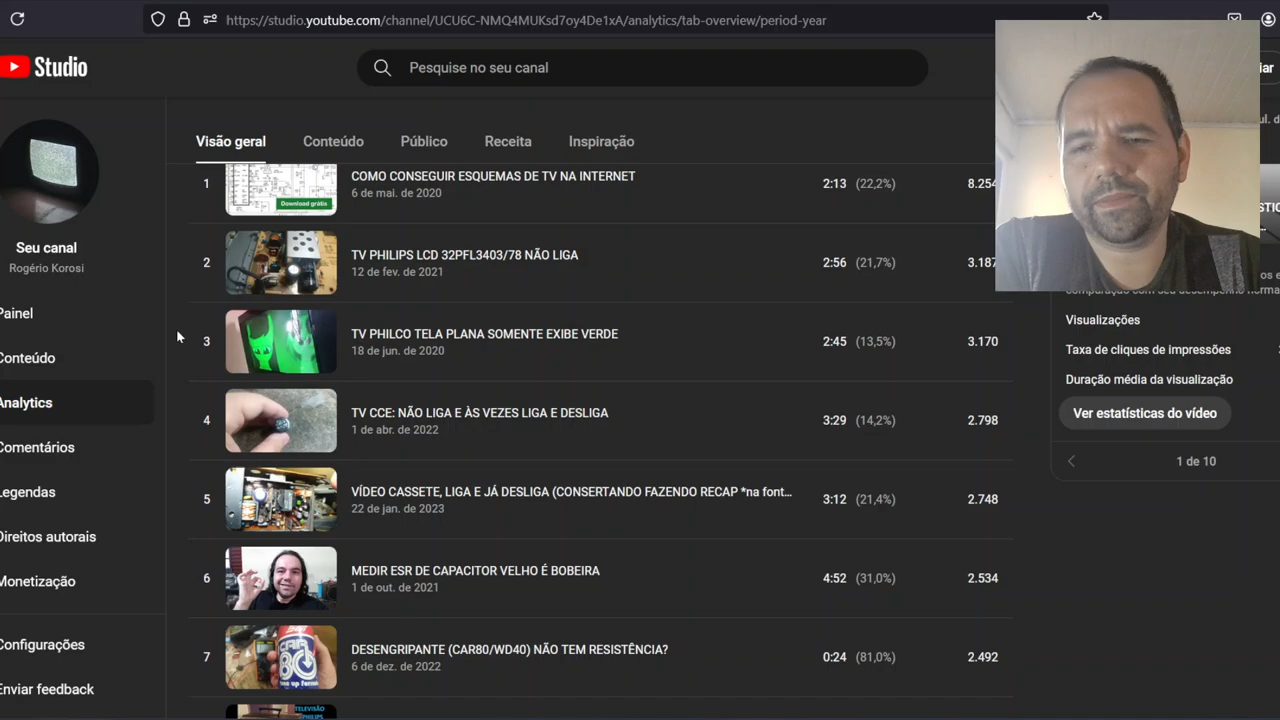 https://studio.youtube.com/channel/UCU6C-NMQ4MUKsd7oy4De1xA/analytics/tab-overview/period-year
Studio
Pesquise no seu canal
iar
Visão geral
Conteúdo
Público
Receita
Inspiração
Seu canal
Rogério Korosi
Painel
Conteúdo
Analytics
Comentários
Legendas
Direitos autorais
Monetização
Configurações
Enviar feedback
1
Download grátis
COMO CONSEGUIR ESQUEMAS DE TV NA INTERNET
6 de mai. de 2020
2:13 (22,2%)
8.254
2
TV PHILIPS LCD 32PFL3403/78 NÃO LIGA
12 de fev. de 2021
2:56 (21,7%)
3.187
3
TV PHILCO TELA PLANA SOMENTE EXIBE VERDE
18 de jun. de 2020
2:45 (13,5%)
3.170
4
TV CCE: NÃO LIGA E ÀS VEZES LIGA E DESLIGA
1 de abr. de 2022
3:29 (14,2%)
2.798
5
VÍDEO CASSETE, LIGA E JÁ DESLIGA (CONSERTANDO FAZENDO RECAP *na font...
22 de jan. de 2023
3:12 (21,4%)
2.748
6
MEDIR ESR DE CAPACITOR VELHO É BOBEIRA
1 de out. de 2021
4:52 (31,0%)
2.534
7
DESENGRIPANTE (CAR80/WD40) NÃO TEM RESISTÊNCIA?
6 de dez. de 2022
0:24 (81,0%)
2.492
TELEVISÃO
PHILIPS
Visualizações
Taxa de cliques de impressões
Duração média da visualização
Ver estatísticas do vídeo
1 de 10